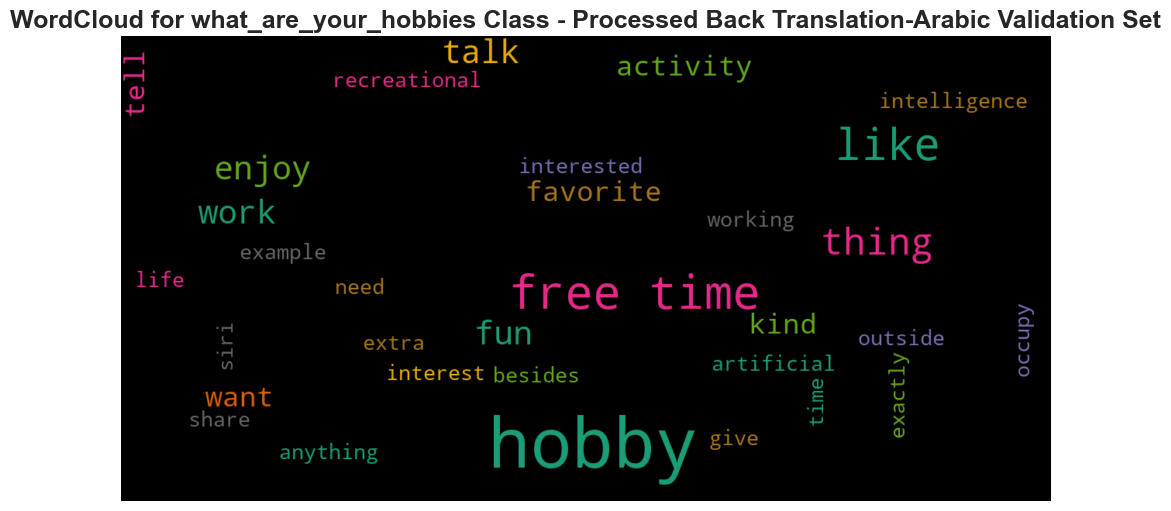 WordCloud for what_are_your_hobbies Class - Processed Back Translation-Arabic Validation Set
talk
tell
activity
recreational
intelligence
like
enjoy
interested
favorite
work
working
thing
example
life
need
free time
kind
fun
outside
occupy
siri
extra
artificial
interest
besides
exactly
time
want
share
hobby
give
anything